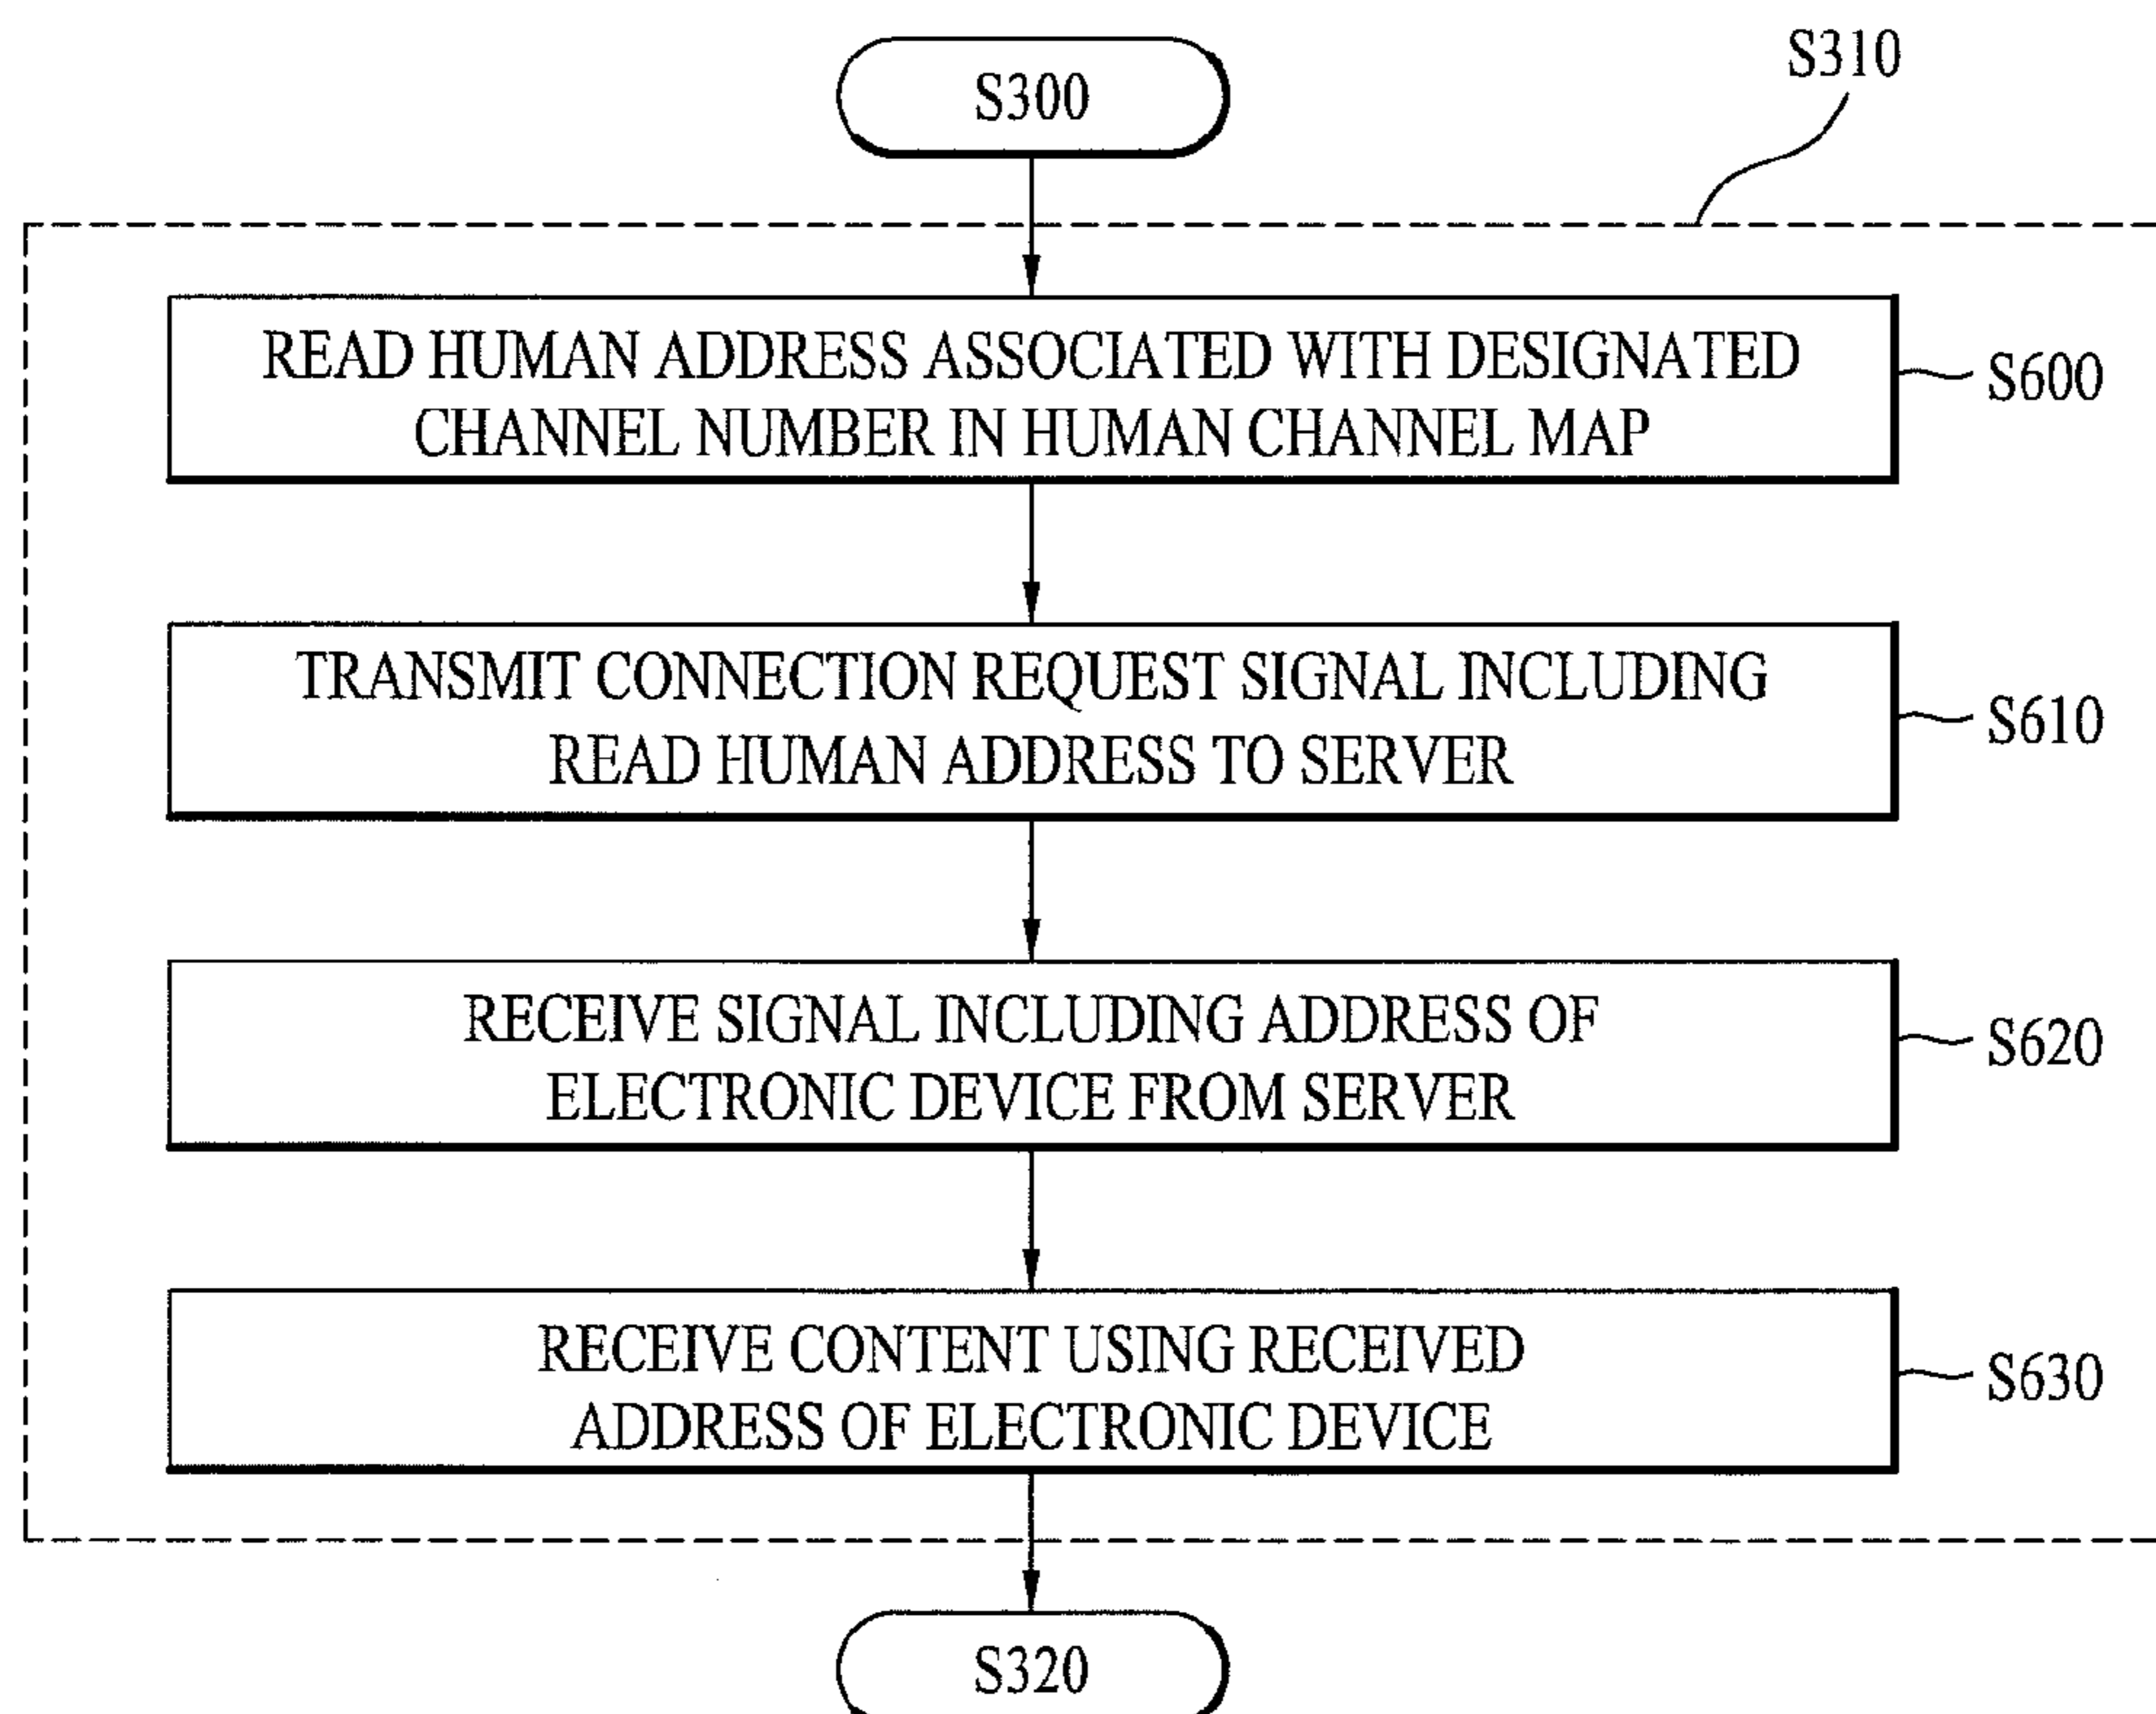 S310
S300
READ HUMAN ADDRESS ASSOCIATED WITH DESIGNATED
CHANNEL NUMBER IN HUMAN CHANNEL MAP
S600
TRANSMIT CONNECTION REQUEST SIGNAL INCLUDING
READ HUMAN ADDRESS TO SERVER
S610
RECEIVE SIGNAL INCLUDING ADDRESS OF
ELECTRONIC DEVICE FROM SERVER
S620
RECEIVE CONTENT USING RECEIVED
ADDRESS OF ELECTRONIC DEVICE
S630
S320